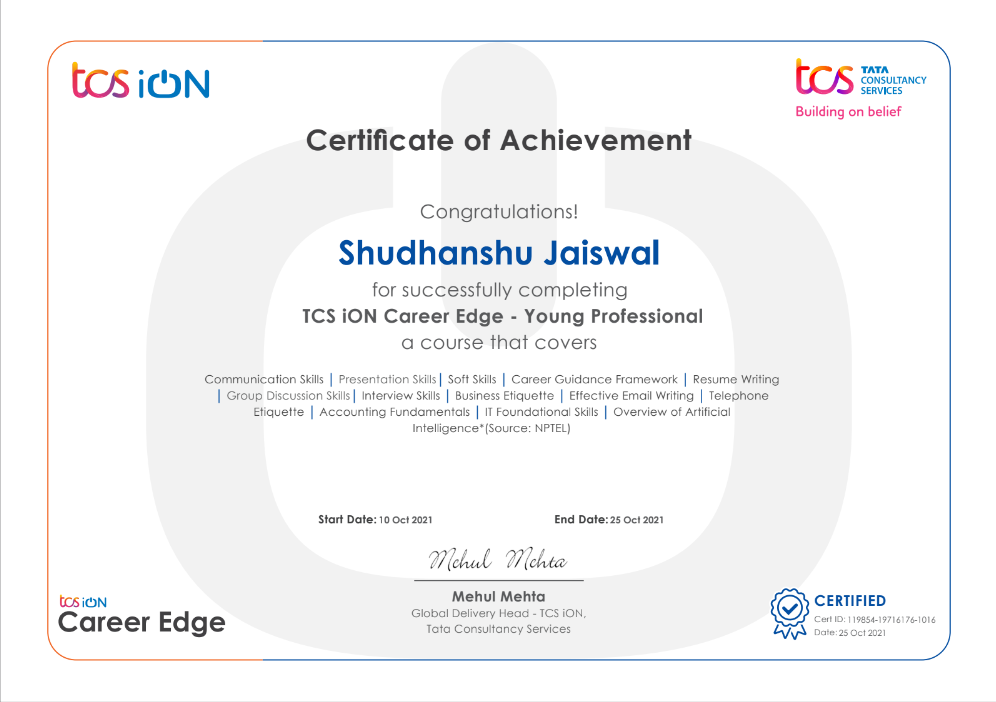 tcs iON
tcs TATA
CONSULTANCY
SERVICES
Building on belief
Certificate of Achievement
Congratulations!
Shudhanshu Jaiswal
for successfully completing
TCS iON Career Edge - Young Professional
a course that covers
Communication Skills | Presentation Skills | Soft Skills | Career Guidance Framework | Resume Writing
| Group Discussion Skills | Interview Skills | Business Etiquette | Effective Email Writing | Telephone
Etiquette | Accounting Fundamentals | IT Foundational Skills | Overview of Artificial
Intelligence*(Source: NPTEL)
Start Date: 10 Oct 2021 End Date: 25 Oct 2021
Mehul Mehta
Mehul Mehta
Global Delivery Head - TCS iON,
Tata Consultancy Services
tcs iON
Career Edge
CERTIFIED
Cert ID: 119854-19716176-1016
Date: 25 Oct 2021